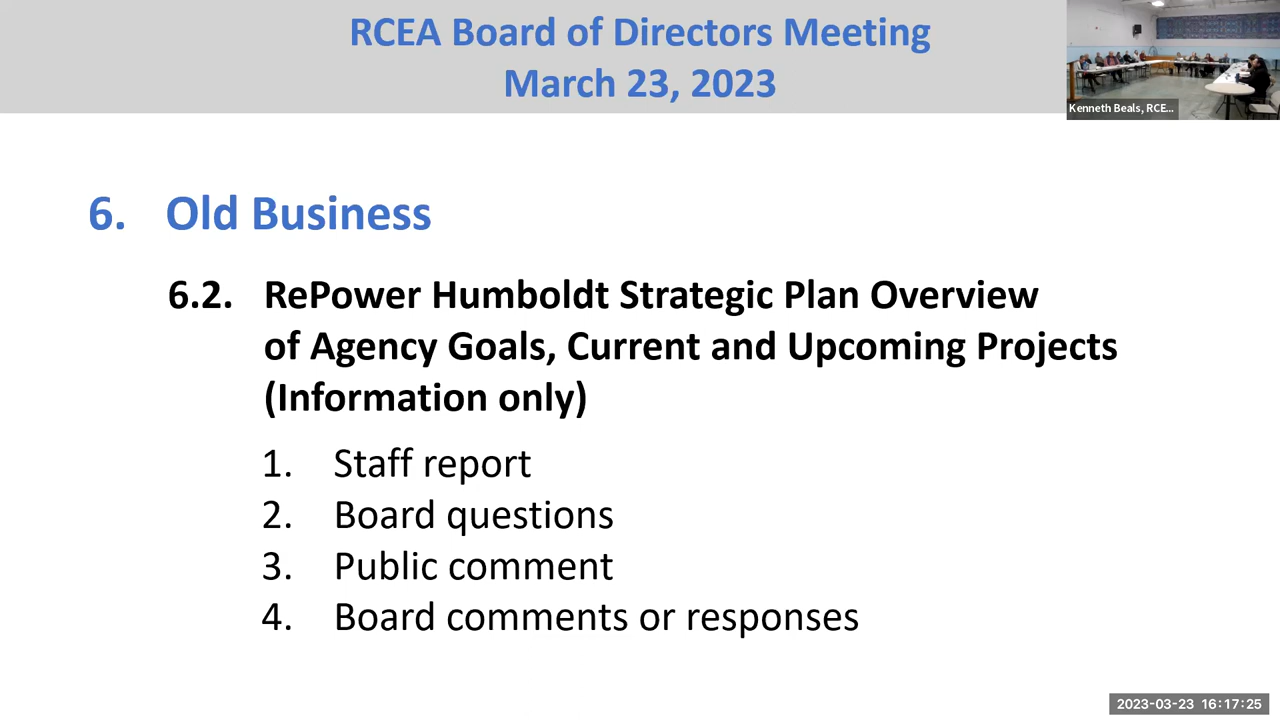 RCEA Board of Directors Meeting
March 23, 2023
Kenneth Beals, RCE...
6. Old Business
6.2. RePower Humboldt Strategic Plan Overview
of Agency Goals, Current and Upcoming Projects
(Information only)
1. Staff report
2. Board questions
3. Public comment
4. Board comments or responses
2023-03-23 16:17:25